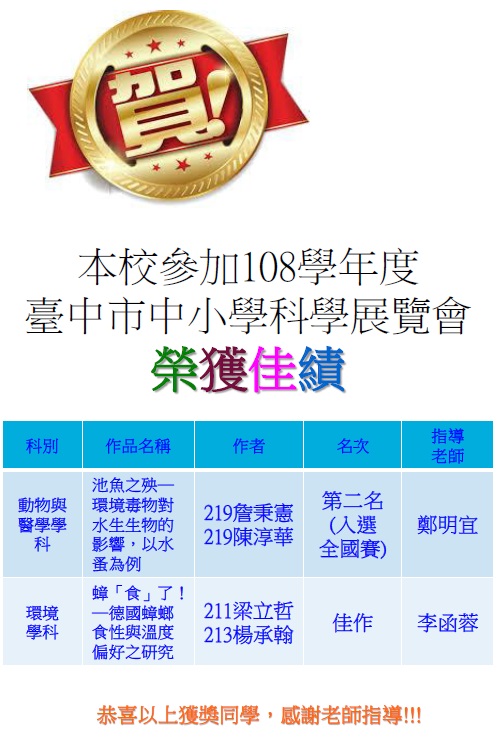 賀!
本校參加108學年度
臺中市中小學科學展覽會
榮獲佳績
科別
作品名稱
作者
名次
指導
老師
動物與
醫學學
科
池魚之殃—
環境毒物對
水生生物的
影響，以水
蚤為例
219詹秉憲
219陳淳華
第二名
(入選
全國賽)
鄭明宜
環境
學科
蟑「食」了！
—德國蟑螂
食性與溫度
偏好之研究
211梁立哲
213楊承翰
佳作
李函蓉
恭喜以上獲獎同學，感謝老師指導!!!